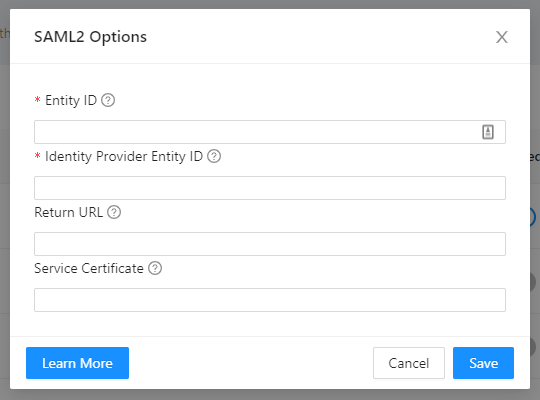 SAML2 Options
* Entity ID
* Identity Provider Entity ID
Return URL
Service Certificate
Learn More
Cancel
Save